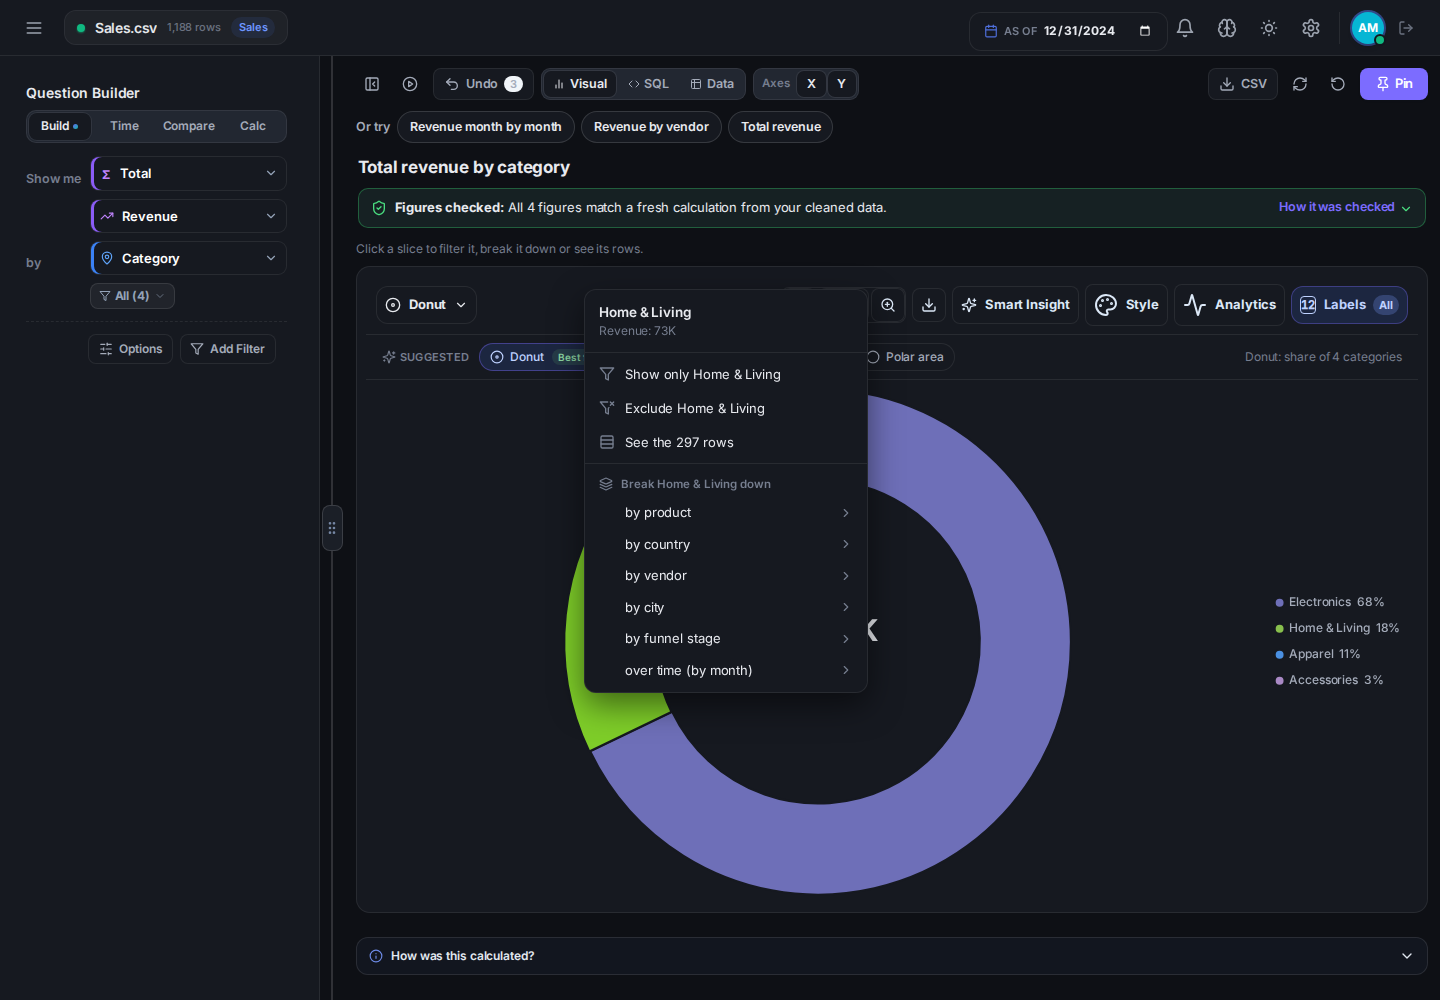 Sales.csv 1,188 rows Sales
AS OF 12/31/2024
AM
Question Builder
Build Time Compare Calc
Show me Σ Total
Revenue
by Category
All (4)
Options Add Filter
Undo 3 Visual SQL Data Axes X Y
CSV Pin
Or try Revenue month by month Revenue by vendor Total revenue
Total revenue by category
Figures checked: All 4 figures match a fresh calculation from your cleaned data. How it was checked
Click a slice to filter it, break it down or see its rows.
Donut Smart Insight Style Analytics 12 Labels All
SUGGESTED Donut Best Polar area Donut: share of 4 categories
Home & Living
Revenue: 73K
Show only Home & Living
Exclude Home & Living
See the 297 rows
Break Home & Living down
by product
by country
by vendor
by city
by funnel stage
over time (by month)
K
Electronics 68%
Home & Living 18%
Apparel 11%
Accessories 3%
How was this calculated?